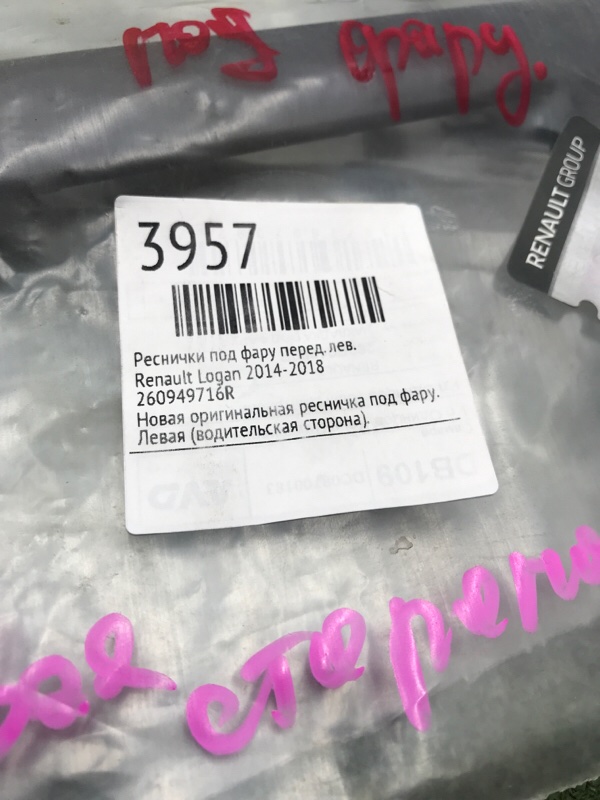 под фару.
RENAULT GROUP
3957
Реснички под фару перед.лев.
Renault Logan 2014-2018
260949716R
Новая оригинальная ресничка под фару.
Левая (водительская сторона).